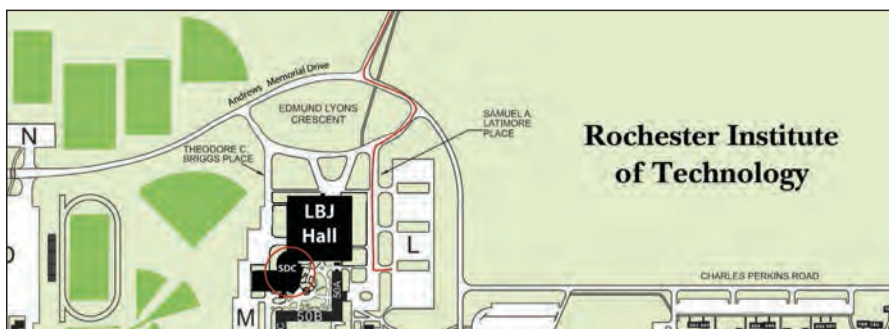 Andrews Memorial Drive
EDMUND LYONS
CRESCENT
SAMUEL A.
LATIMORE
PLACE
Rochester Institute
of Technology
N
THEODORE C.
BRIGGS PLACE
LBJ
Hall
L
SDC
CHARLES PERKINS ROAD
50A
M
50B